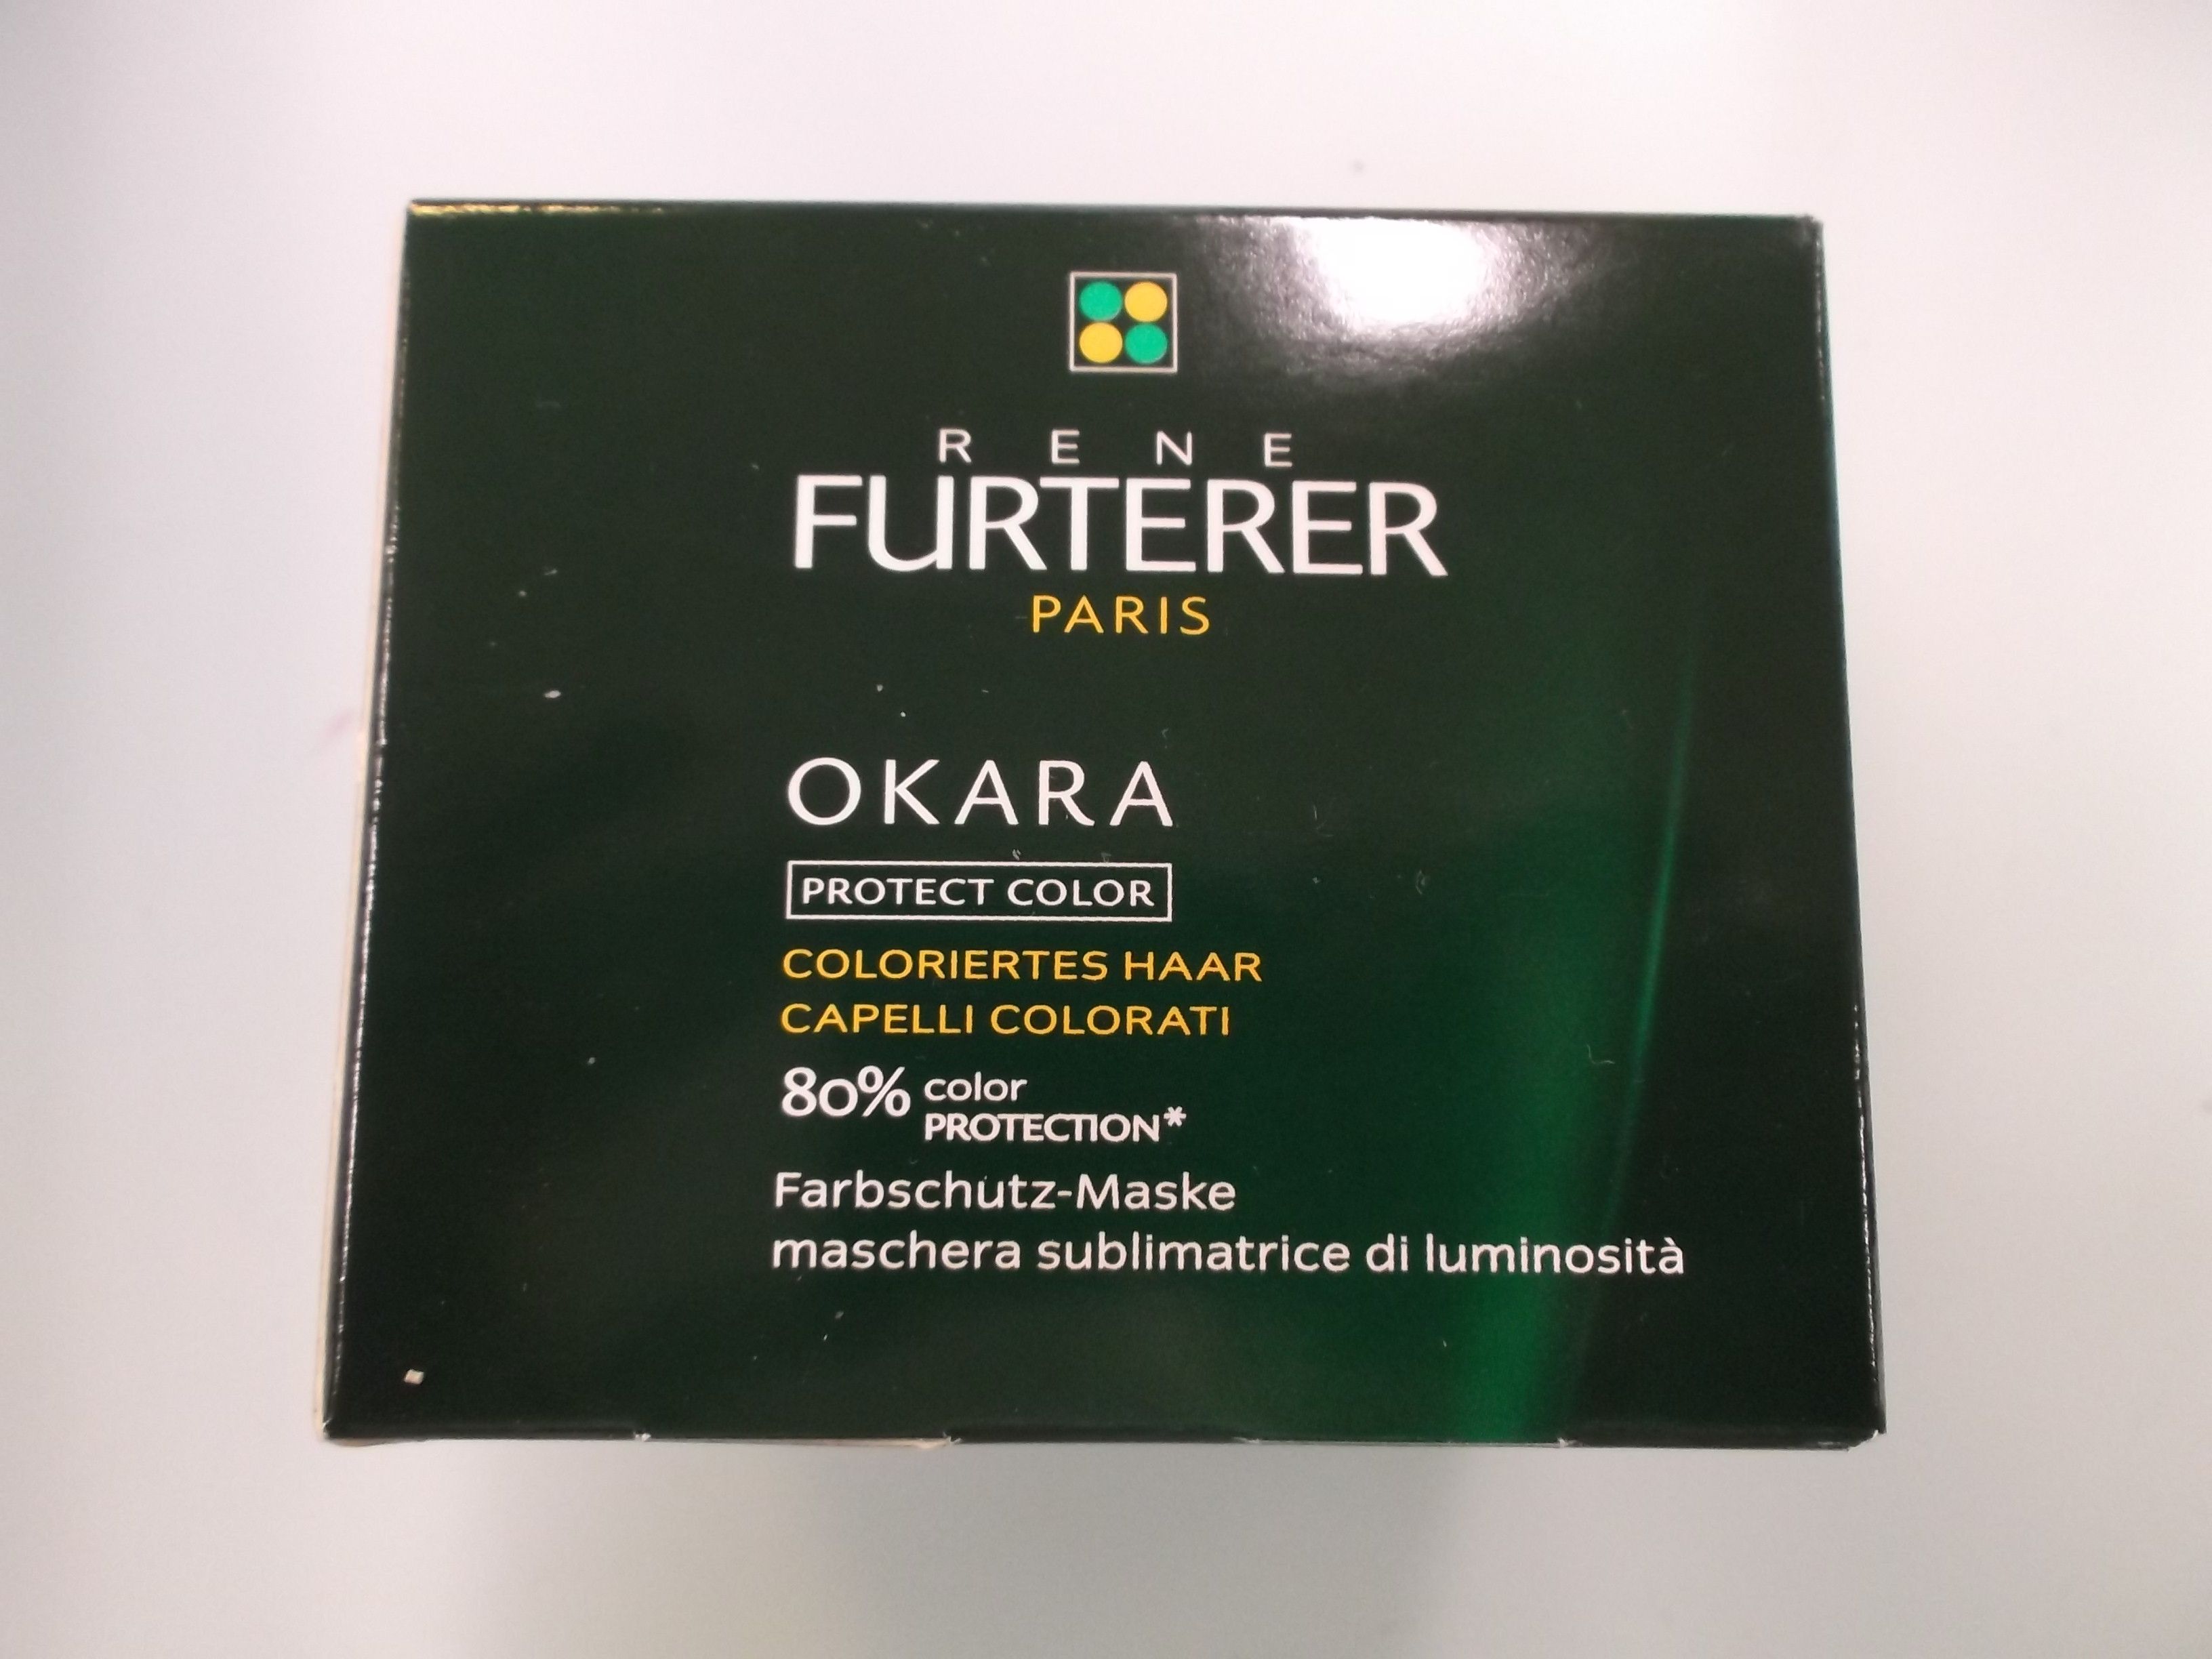 RENE
FURTERER
PARIS
OKARA
PROTECT COLOR
COLORIERTES HAAR
CAPELLI COLORATI
80% color
PROTECTION*
Farbschutz-Maske
maschera sublimatrice di luminosità